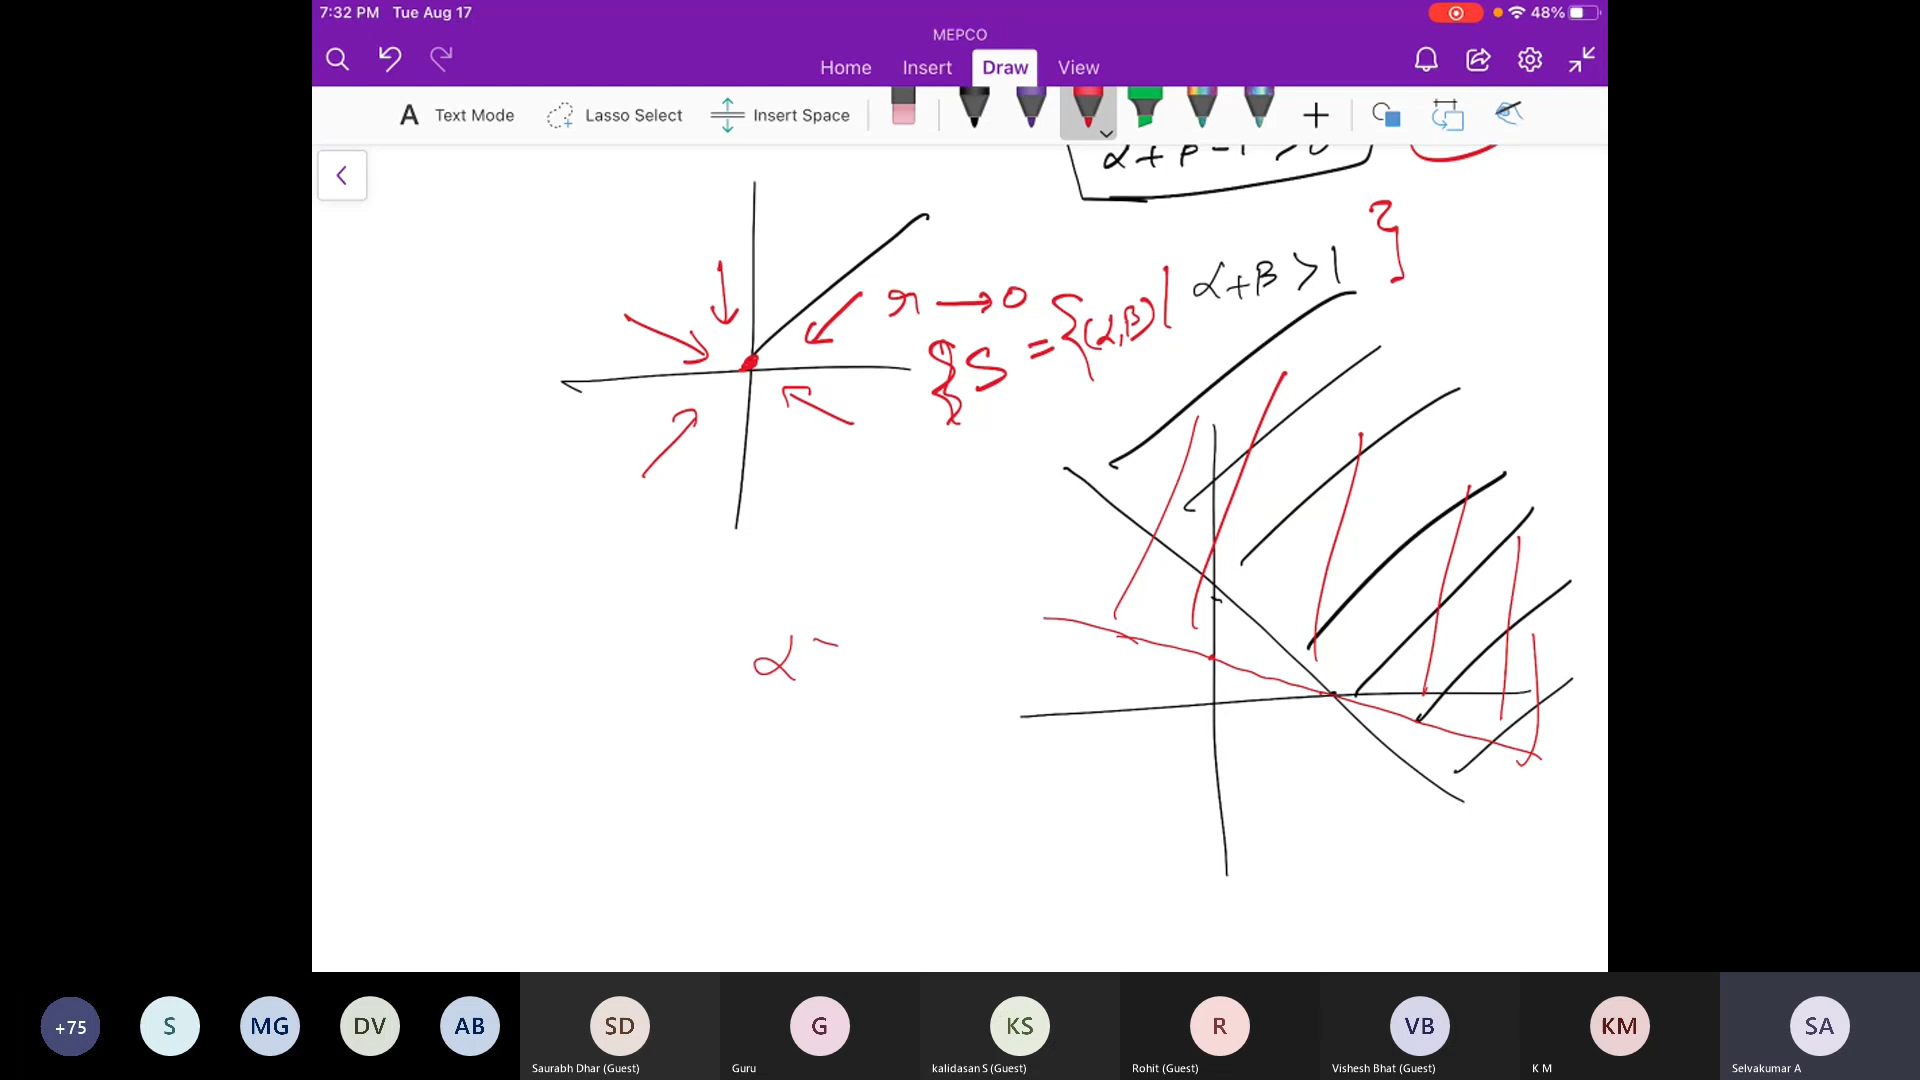 7:32 PM Tue Aug 17
48%
MEPCO
Home Insert Draw View
A Text Mode Lasso Select Insert Space
α + β - 1 > 0
r → 0
{ S = { (α, β) | α + β > 1 }
α
+75
S
MG
DV
AB
SD
G
KS
R
VB
KM
SA
Saurabh Dhar (Guest)
Guru
kalidasan S (Guest)
Rohit (Guest)
Vishesh Bhat (Guest)
K M
Selvakumar A